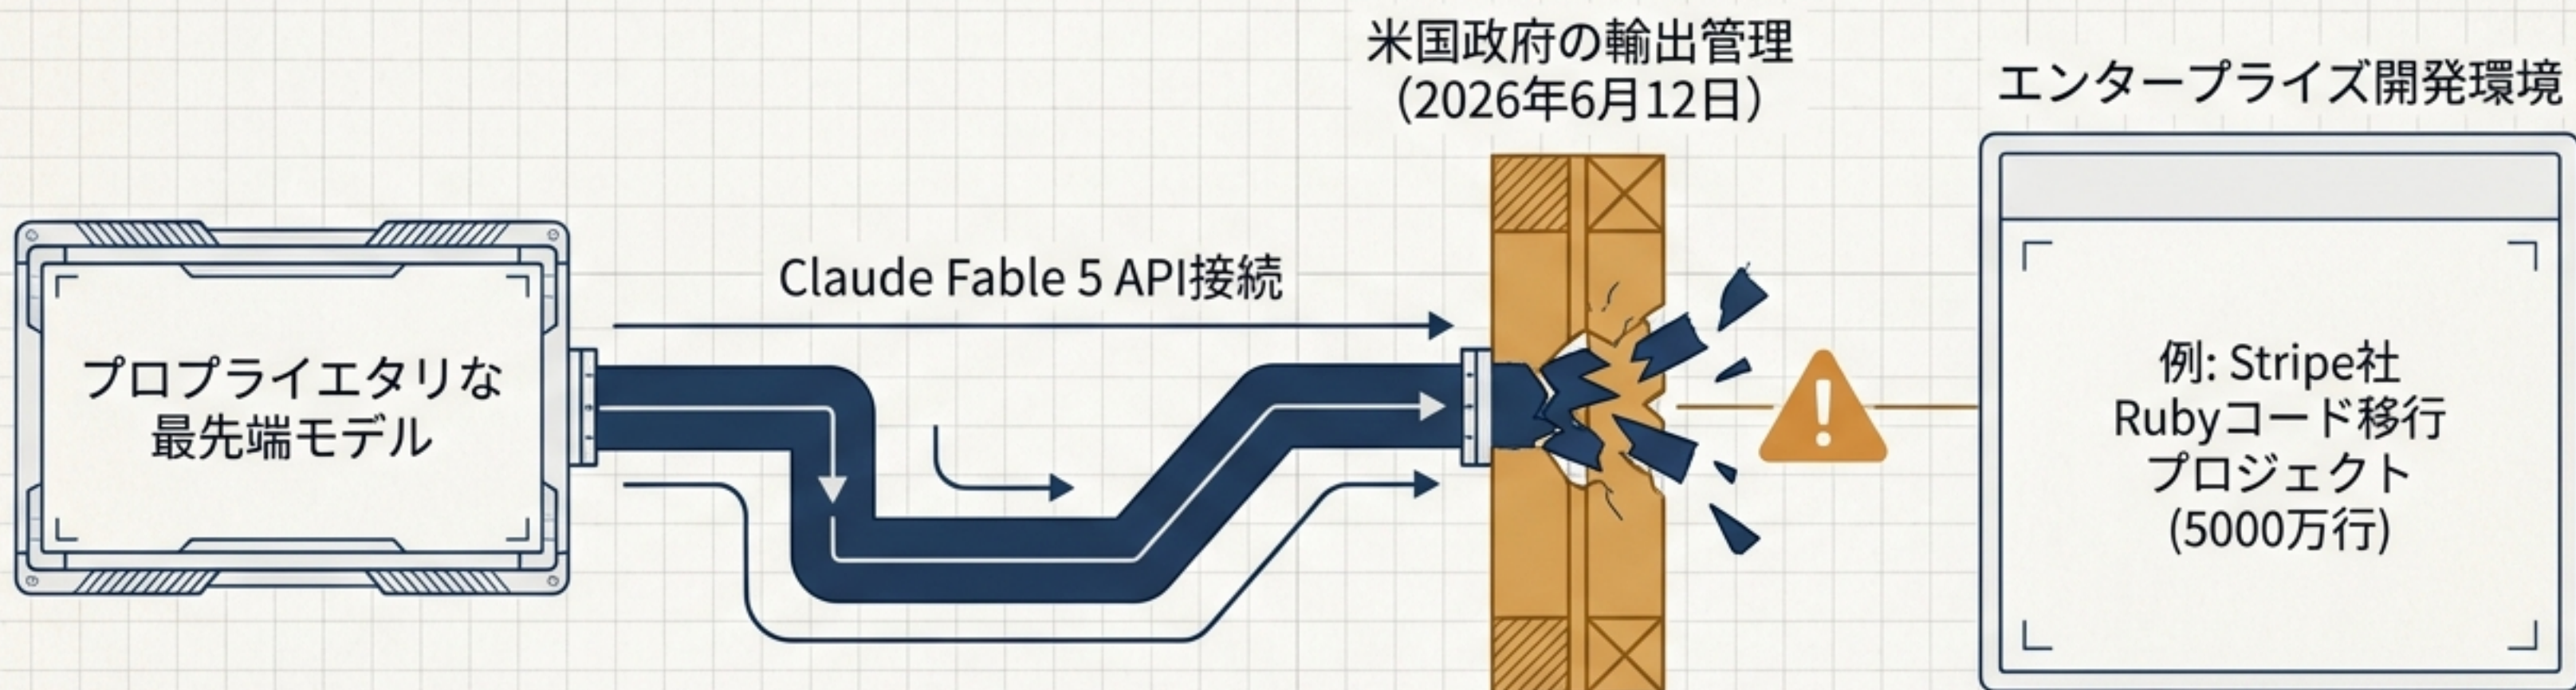 米国政府の輸出管理
（2026年6月12日）
エンタープライズ開発環境
Claude Fable 5 API接続
プロプライエタリな
最先端モデル
例: Stripe社
Rubyコード移行
プロジェクト
(5000万行)